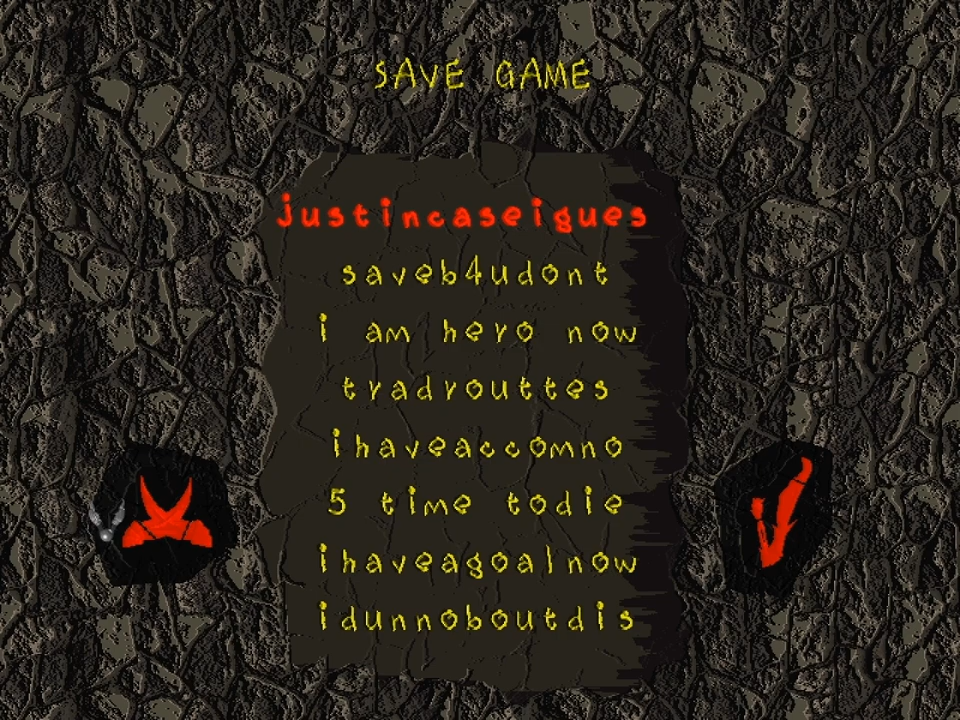 SAVE GAME
justincaseigues
saveb4udont
i am hero now
tradrouttes
ihaveaccomno
5 time todie
ihaveagoalnow
idunnoboutdis